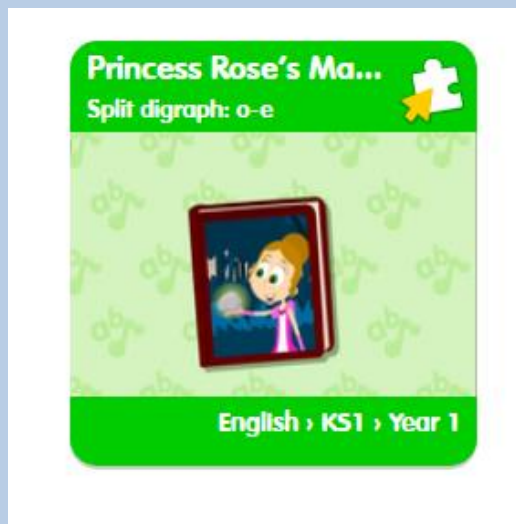 Princess Rose's Ma...
Split digraph: o-e
English › KS1 › Year 1